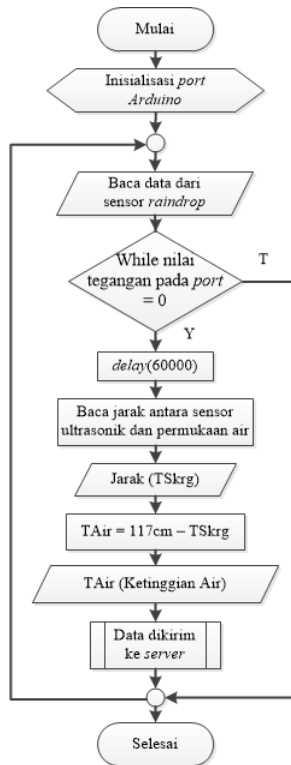 Mulai
Inisialisasi port
Arduino
Baca data dari
sensor raindrop
While nilai
tegangan pada port
= 0
T
Y
delay(60000)
Baca jarak antara sensor
ultrasonik dan permukaan air
Jarak (TSkrg)
TAir = 117cm – TSkrg
TAir (Ketinggian Air)
Data dikirim
ke server
Selesai